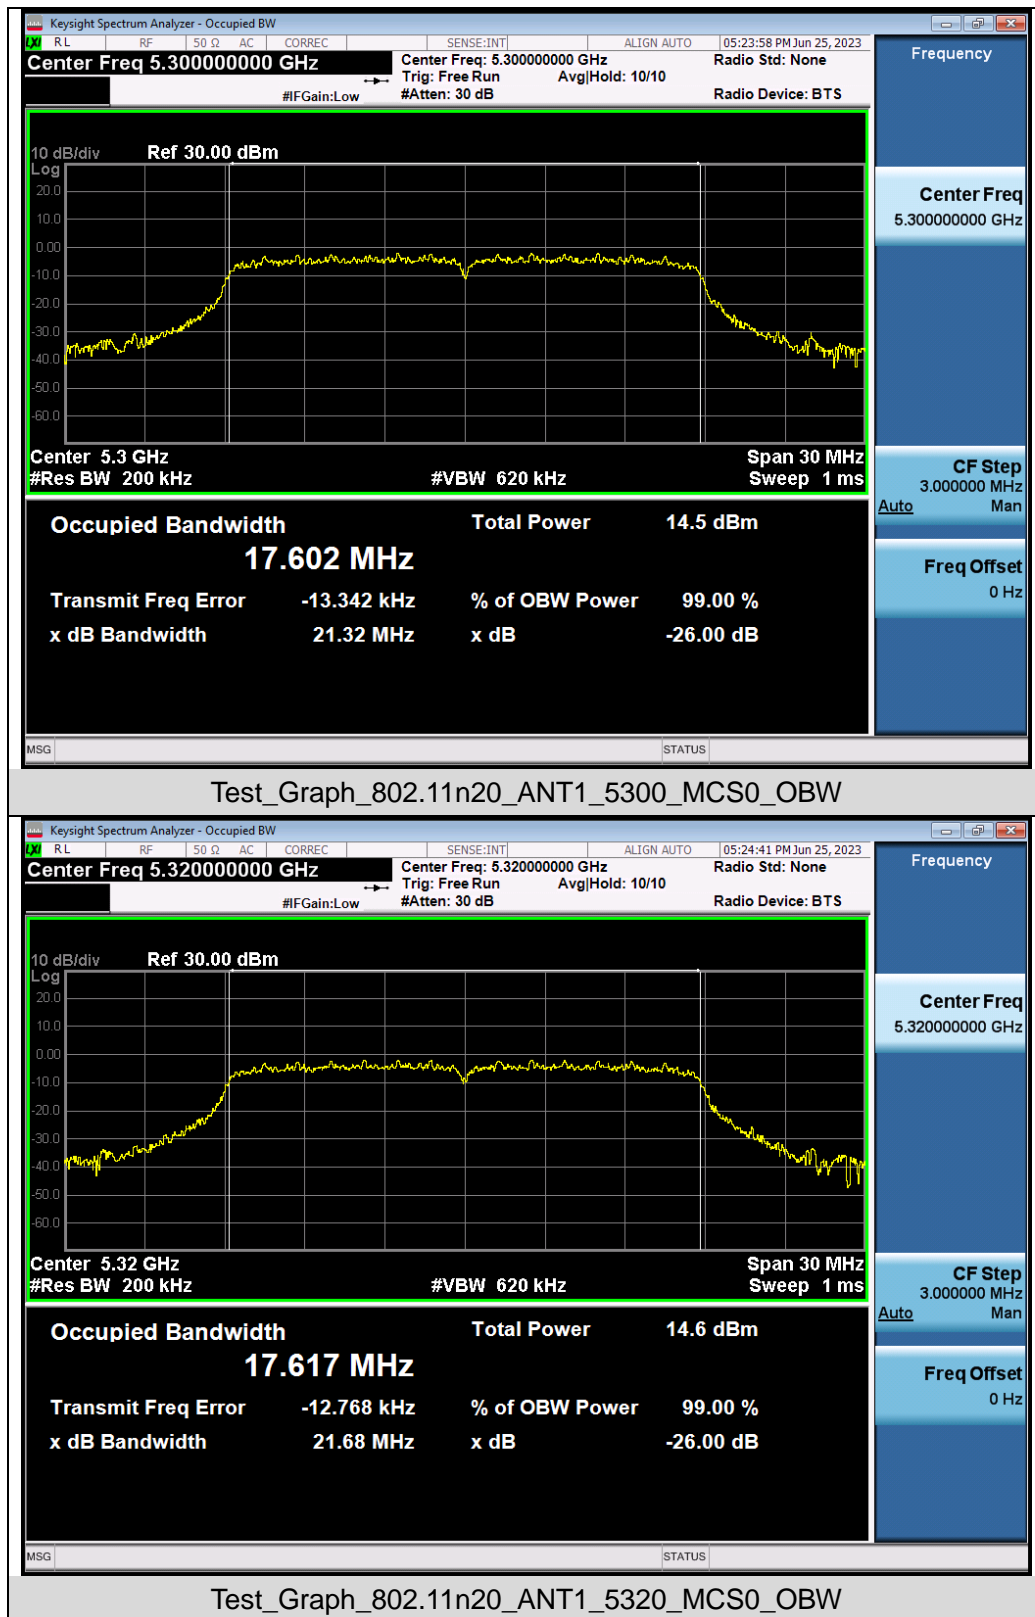 Keysight Spectrum Analyzer - Occupied BW
LXI RL RF 50 Ω AC CORREC SENSE:INT ALIGN AUTO 05:23:58 PM Jun 25, 2023
Center Freq 5.300000000 GHz Center Freq: 5.300000000 GHz Radio Std: None
Trig: Free Run Avg|Hold: 10/10
#IFGain:Low #Atten: 30 dB Radio Device: BTS
Frequency
10 dB/div Ref 30.00 dBm
Log
20.0
10.0
0.00
-10.0
-20.0
-30.0
-40.0
-50.0
-60.0
Center 5.3 GHz Span 30 MHz
#Res BW 200 kHz #VBW 620 kHz Sweep 1 ms
Center Freq
5.300000000 GHz
CF Step
3.000000 MHz
Auto Man
Freq Offset
0 Hz
Occupied Bandwidth Total Power 14.5 dBm
17.602 MHz
Transmit Freq Error -13.342 kHz % of OBW Power 99.00 %
x dB Bandwidth 21.32 MHz x dB -26.00 dB
MSG STATUS
Test_Graph_802.11n20_ANT1_5300_MCS0_OBW
Keysight Spectrum Analyzer - Occupied BW
LXI RL RF 50 Ω AC CORREC SENSE:INT ALIGN AUTO 05:24:41 PM Jun 25, 2023
Center Freq 5.320000000 GHz Center Freq: 5.320000000 GHz Radio Std: None
Trig: Free Run Avg|Hold: 10/10
#IFGain:Low #Atten: 30 dB Radio Device: BTS
Frequency
10 dB/div Ref 30.00 dBm
Log
20.0
10.0
0.00
-10.0
-20.0
-30.0
-40.0
-50.0
-60.0
Center 5.32 GHz Span 30 MHz
#Res BW 200 kHz #VBW 620 kHz Sweep 1 ms
Center Freq
5.320000000 GHz
CF Step
3.000000 MHz
Auto Man
Freq Offset
0 Hz
Occupied Bandwidth Total Power 14.6 dBm
17.617 MHz
Transmit Freq Error -12.768 kHz % of OBW Power 99.00 %
x dB Bandwidth 21.68 MHz x dB -26.00 dB
MSG STATUS
Test_Graph_802.11n20_ANT1_5320_MCS0_OBW